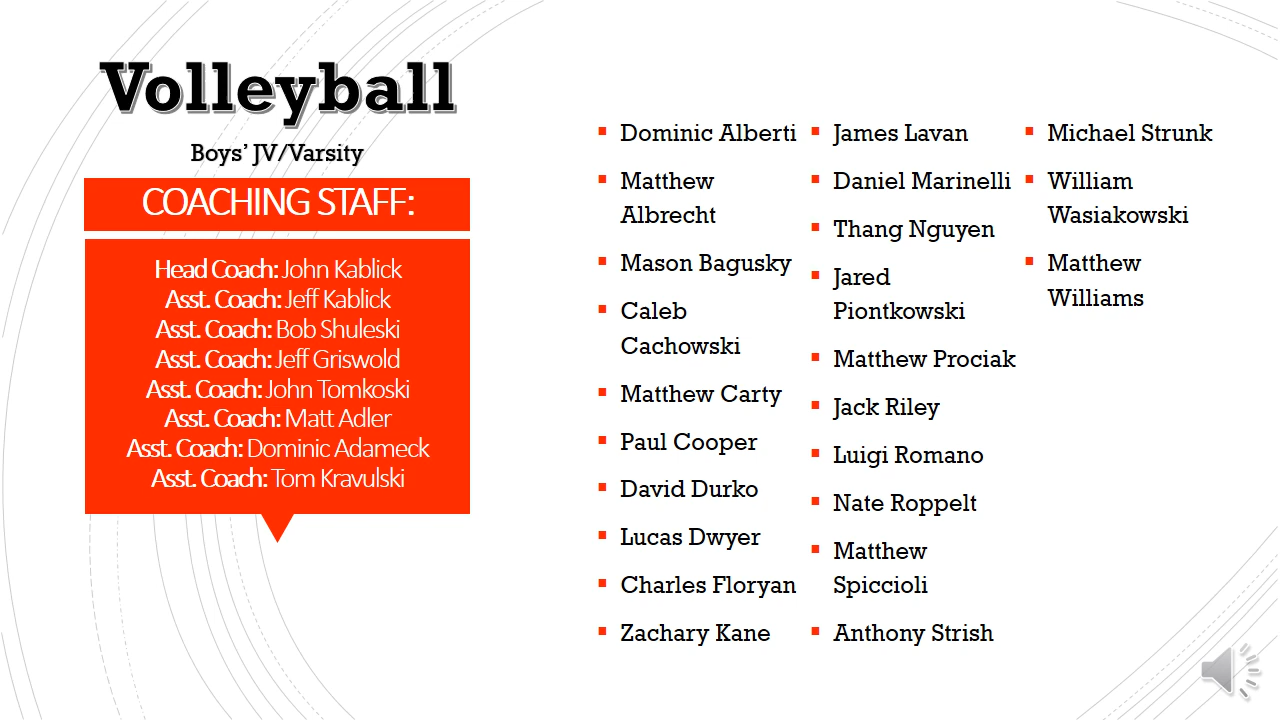 Volleyball
Boys’ JV/Varsity
COACHING STAFF:
Head Coach: John Kablick
Asst. Coach: Jeff Kablick
Asst. Coach: Bob Shuleski
Asst. Coach: Jeff Griswold
Asst. Coach: John Tomkoski
Asst. Coach: Matt Adler
Asst. Coach: Dominic Adameck
Asst. Coach: Tom Kravulski
Dominic Alberti
Matthew
Albrecht
Mason Bagusky
Caleb
Cachowski
Matthew Carty
Paul Cooper
David Durko
Lucas Dwyer
Charles Floryan
Zachary Kane
James Lavan
Daniel Marinelli
Thang Nguyen
Jared
Piontkowski
Matthew Prociak
Jack Riley
Luigi Romano
Nate Roppelt
Matthew
Spiccioli
Anthony Strish
Michael Strunk
William
Wasiakowski
Matthew
Williams